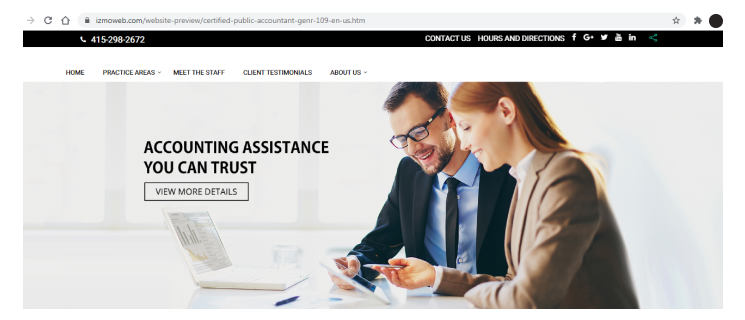 izmoweb.com/website-preview/certified-public-accountant-genr-109-en-us.htm
415-298-2672 CONTACT US HOURS AND DIRECTIONS f G+ in
HOME PRACTICE AREAS MEET THE STAFF CLIENT TESTIMONIALS ABOUT US
ACCOUNTING ASSISTANCE
YOU CAN TRUST
VIEW MORE DETAILS